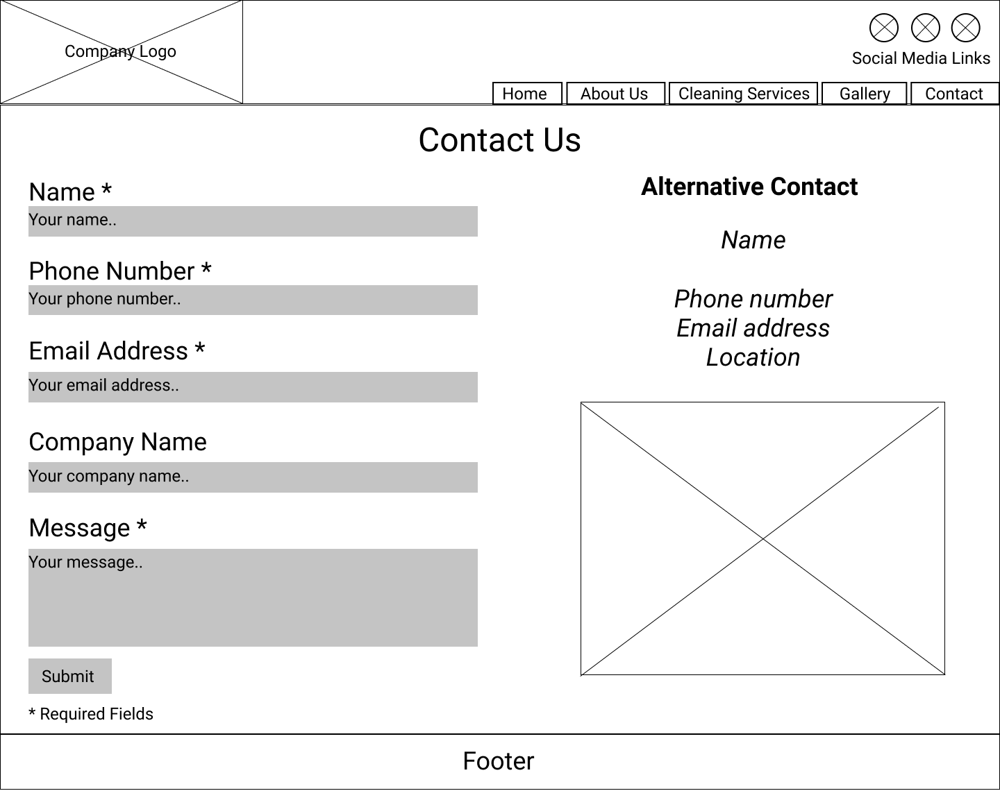 Company Logo
Social Media Links
Home
About Us
Cleaning Services
Gallery
Contact
Contact Us
Name *
Your name..
Phone Number *
Your phone number..
Email Address *
Your email address..
Company Name
Your company name..
Message *
Your message..
Submit
* Required Fields
Alternative Contact
Name
Phone number
Email address
Location
Footer